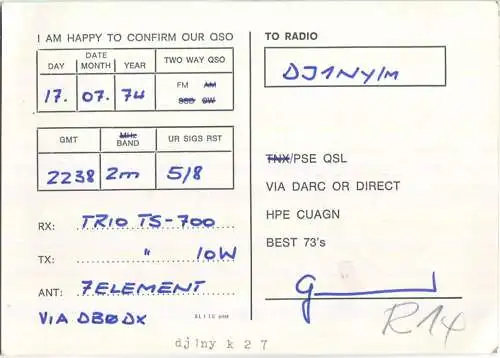 I AM HAPPY TO CONFIRM OUR QSO
DAY DATE MONTH YEAR TWO WAY QSO
17. 07. 74 FM AM
SSB CW
GMT MHz BAND UR SIGS RST
2238 2m 5/8
RX: TRIO TS-700
TX: " 10W
ANT: 7ELEMENT
VIA DBØDX
TO RADIO
DJ1NY/m
TNX/PSE QSL
VIA DARC OR DIRECT
HPE CUAGN
BEST 73's
R14
dj1ny k 27